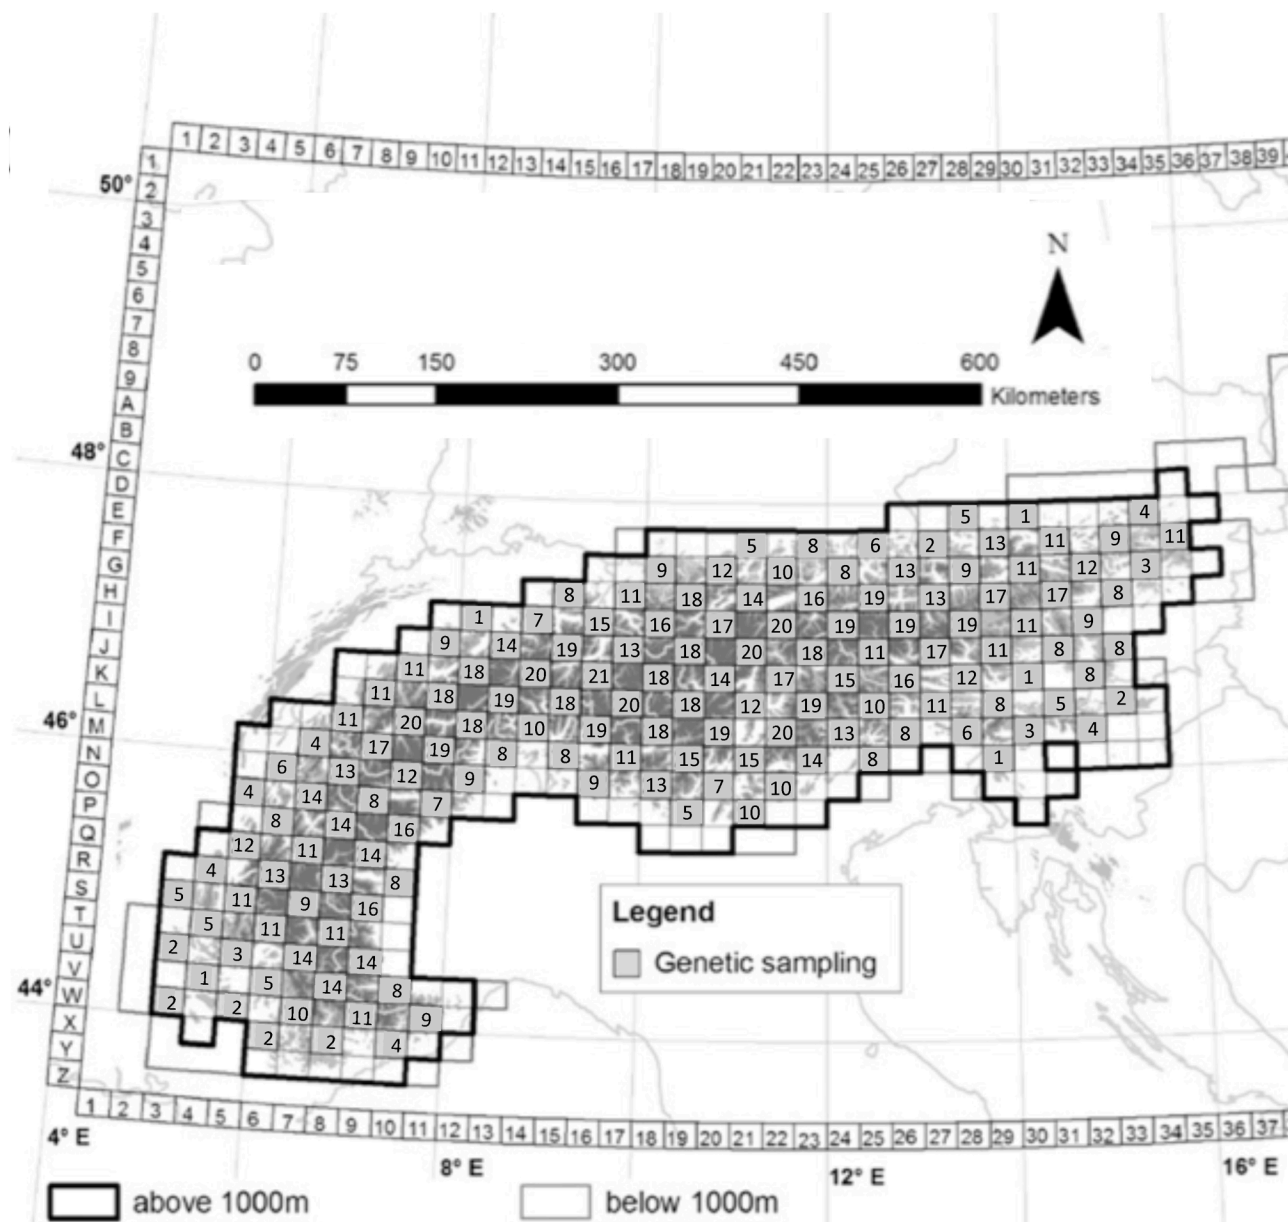 1 2 3 4 5 6 7 8 9 10 11 12 13 14 15 16 17 18 19 20 21 22 23 24 25 26 27 28 29 30 31 32 33 34 35 36 37 38 39
1
50°
2
3
4
5
6
7
8
9
A
B
48°
C
D
E
F
G
H
I
J
K
L
46°
M
N
O
P
Q
R
S
T
U
V
44°
W
X
Y
Z
N
0 75 150 300 450 600
Kilometers
5 1 4
5 8 6 2 13 11 9 11
9 12 10 8 13 9 11 12 3
8 11 18 14 16 19 13 17 17 8
1 7 15 16 17 20 19 19 19 11 9
9 14 19 13 18 20 18 11 17 11 8 8
11 18 20 21 18 14 17 15 16 12 1 8
11 18 19 18 20 18 12 19 10 11 8 5 2
11 20 18 10 19 18 19 20 13 8 6 3 4
4 17 19 8 8 11 15 15 14 8 1
6 13 12 9 9 13 7 10
4 14 8 7 5 10
8 14 16
12 11 14
4 13 13 8
5 11 9 16
5 11 11
2 3 14 14
1 5 14 8
2 2 10 11 9
2 2 4
Legend
Genetic sampling
1 2 3 4 5 6 7 8 9 10 11 12 13 14 15 16 17 18 19 20 21 22 23 24 25 26 27 28 29 30 31 32 33 34 35 36 37
4° E
8° E
12° E
16° E
above 1000m
below 1000m